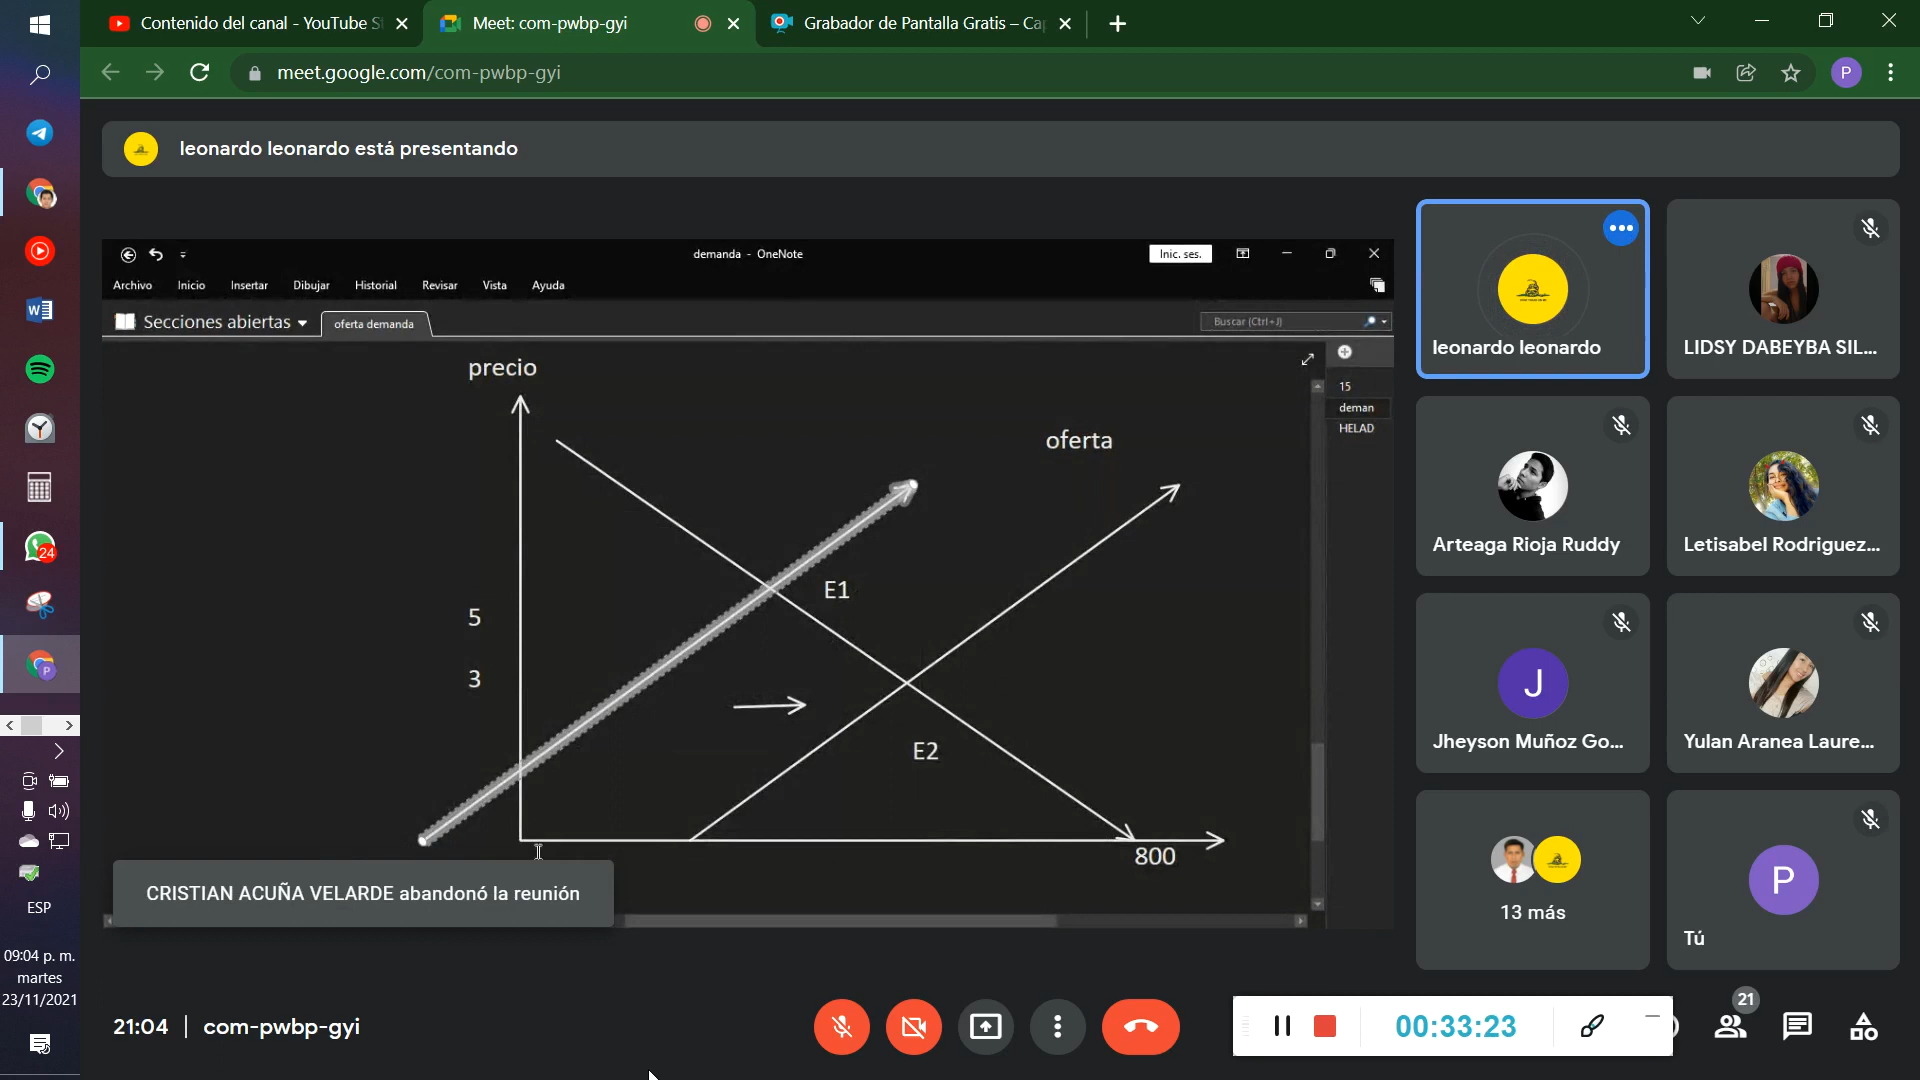 Contenido del canal - YouTube S
Meet: com-pwbp-gyi
Grabador de Pantalla Gratis – Ca
meet.google.com/com-pwbp-gyi
P
leonardo leonardo está presentando
demanda - OneNote
Inic. ses.
Archivo Inicio Insertar Dibujar Historial Revisar Vista Ayuda
Secciones abiertas
oferta demanda
Buscar (Ctrl+J)
15
deman
HELAD
precio
oferta
E1
5
3
E2
800
CRISTIAN ACUÑA VELARDE abandonó la reunión
leonardo leonardo
LIDSY DABEYBA SIL...
Arteaga Rioja Ruddy
Letisabel Rodriguez...
J
Jheyson Muñoz Go...
Yulan Aranea Laure...
13 más
P
Tú
24
P
ESP
09:04 p. m.
martes
23/11/2021
21:04 | com-pwbp-gyi
00:33:23
21